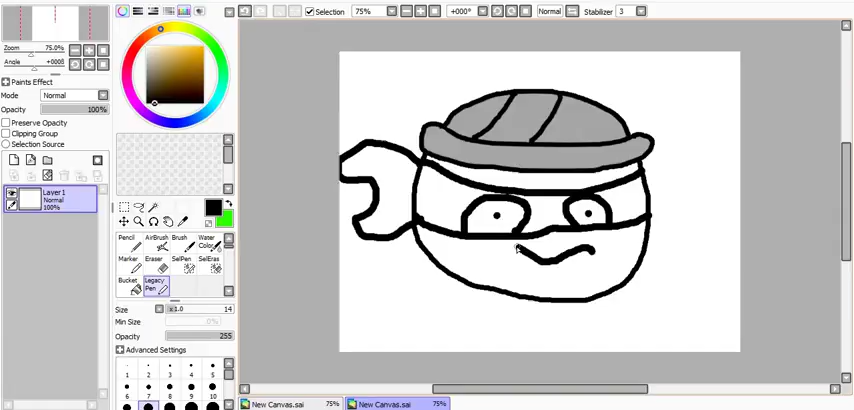 Selection 75% +000° Normal Stabilizer 3
Zoom 75.0%
Angle +000ß
Paints Effect
Mode Normal
Opacity 100%
Preserve Opacity
Clipping Group
Selection Source
Layer1
Normal
100%
Pencil AirBrush Brush Water Color
Marker Eraser SelPen SelEras
Bucket Legacy Pen
Size x1.0 14
Min Size 0%
Opacity 255
Advanced Settings
1 2 3 4 5
6 7 8 9 10
New Canvas.sai 75% New Canvas.sai 75%